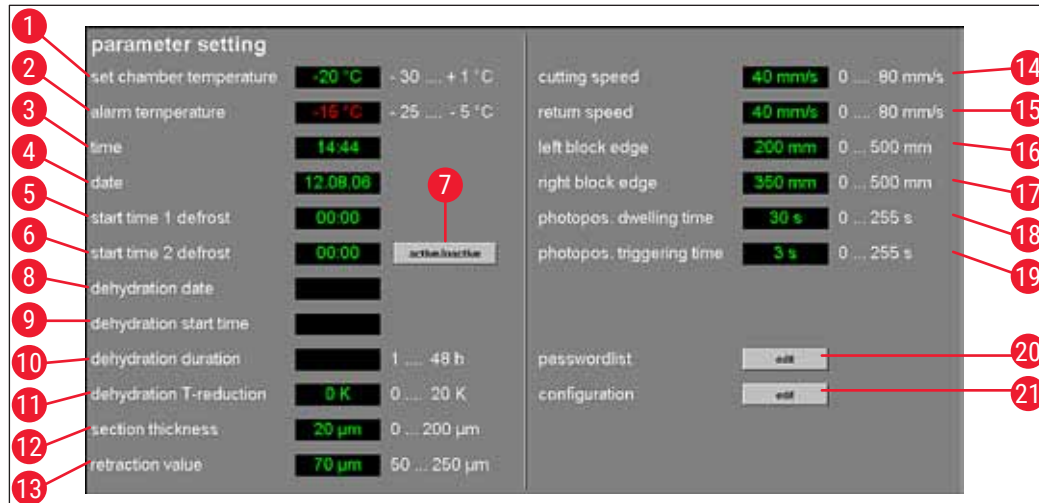 parameter setting
1 set chamber temperature -20 °C - 30 .... + 1 °C
2 alarm temperature -15 °C - 25 .... - 5 °C
3 time 14:44
4 date 12.08.06
5 start time 1 defrost 00:00
6 start time 2 defrost 00:00 active/inactive
7
8 dehydration date
9 dehydration start time
10 dehydration duration 1 .... 48 h
11 dehydration T-reduction 0 K 0 .... 20 K
12 section thickness 20 µm 0 ... 200 µm
13 retraction value 70 µm 50 ... 250 µm
cutting speed 40 mm/s 0 .... 80 mm/s 14
return speed 40 mm/s 0 .... 80 mm/s 15
left block edge 200 mm 0 ... 500 mm 16
right block edge 350 mm 0 ... 500 mm 17
photopos. dwelling time 30 s 0 ... 255 s 18
photopos. triggering time 3 s 0 ... 255 s 19
passwordlist edit 20
configuration edit 21